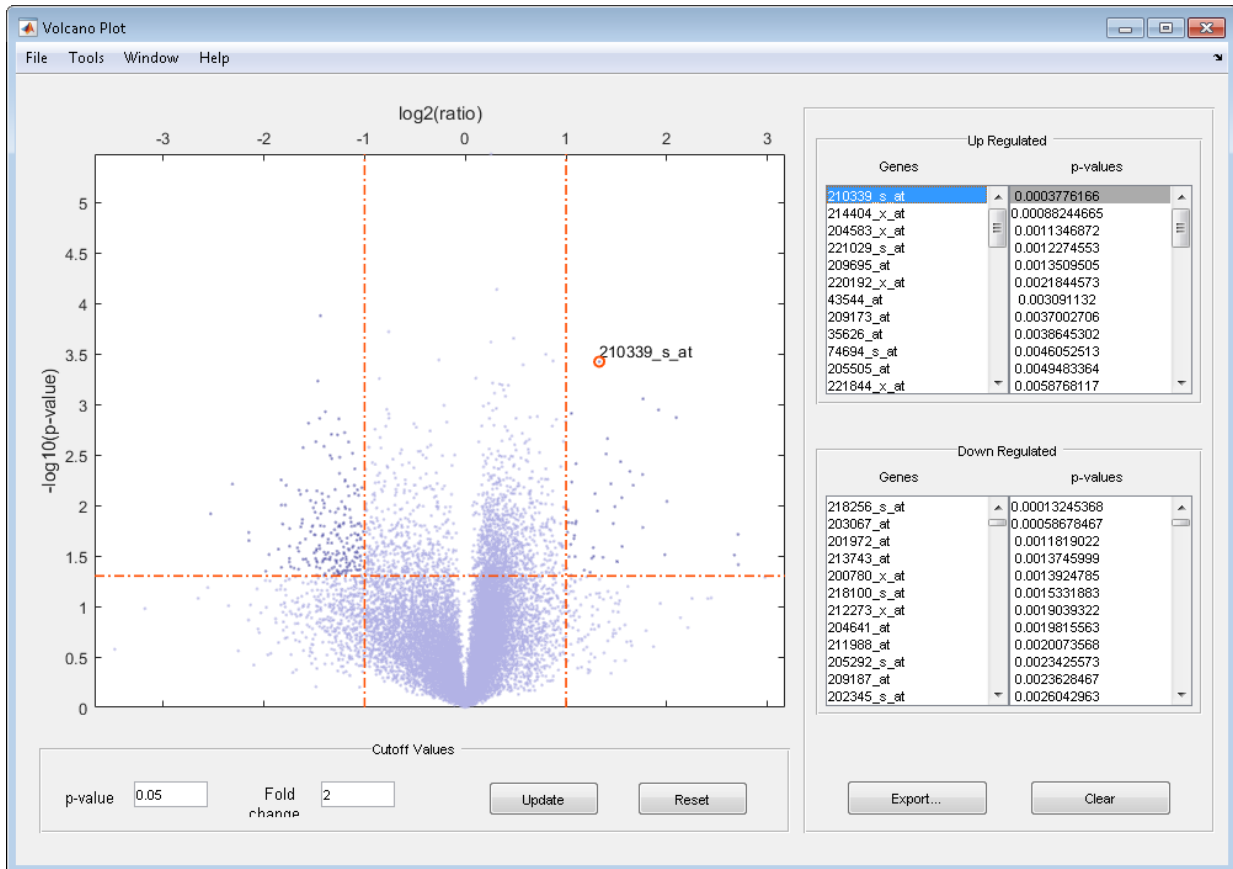 Volcano Plot
File Tools Window Help
log2(ratio)
-3 -2 -1 0 1 2 3
5
4.5
4
3.5
3
2.5
2
1.5
1
0.5
0
-log10(p-value)
210339_s_at
Up Regulated
Genes p-values
210339_s_at 0.0003776166
214404_x_at 0.00088244665
204583_x_at 0.0011346872
221029_s_at 0.0012274553
209695_at 0.0013509505
220192_x_at 0.0021844573
43544_at 0.003091132
209173_at 0.0037002706
35626_at 0.0038645302
74694_s_at 0.0046052513
205505_at 0.0049483364
221844_x_at 0.0058768117
Down Regulated
Genes p-values
218256_s_at 0.00013245368
203067_at 0.00058678467
201972_at 0.0011819022
213743_at 0.0013745999
200780_x_at 0.0013924785
218100_s_at 0.0015331883
212273_x_at 0.0019039322
204641_at 0.0019815563
211988_at 0.0020073568
205292_s_at 0.0023425573
209187_at 0.0023628467
202345_s_at 0.0026042963
Cutoff Values
p-value 0.05 Fold change 2 Update Reset
Export... Clear